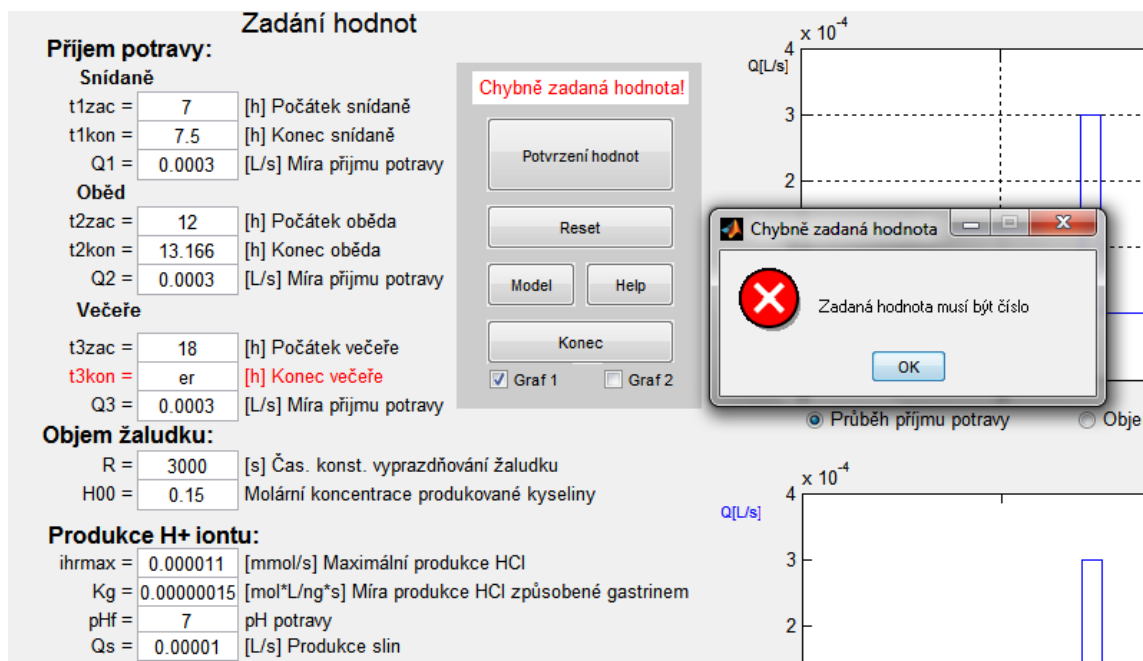 Zadání hodnot
Příjem potravy:
Snídaně
t1zac = 7 [h] Počátek snídaně
t1kon = 7.5 [h] Konec snídaně
Q1 = 0.0003 [L/s] Míra přijmu potravy
Oběd
t2zac = 12 [h] Počátek oběda
t2kon = 13.166 [h] Konec oběda
Q2 = 0.0003 [L/s] Míra přijmu potravy
Večeře
t3zac = 18 [h] Počátek večeře
t3kon = er [h] Konec večeře
Q3 = 0.0003 [L/s] Míra přijmu potravy
Objem žaludku:
R = 3000 [s] Čas. konst. vyprazdňování žaludku
H00 = 0.15 Molární koncentrace produkované kyseliny
Produkce H+ iontu:
ihrmax = 0.000011 [mmol/s] Maximální produkce HCl
Kg = 0.00000015 [mol*L/ng*s] Míra produkce HCl způsobené gastrinem
pHf = 7 pH potravy
Qs = 0.00001 [L/s] Produkce slin
Chybně zadaná hodnota!
Potvrzení hodnot
Reset
Model Help
Konec
Graf 1 Graf 2
x 10^-4
4
Q[L/s]
3
2
Chybně zadaná hodnota
Zadaná hodnota musí být číslo
OK
Průběh příjmu potravy Obje
x 10^-4
4
Q[L/s]
3
2